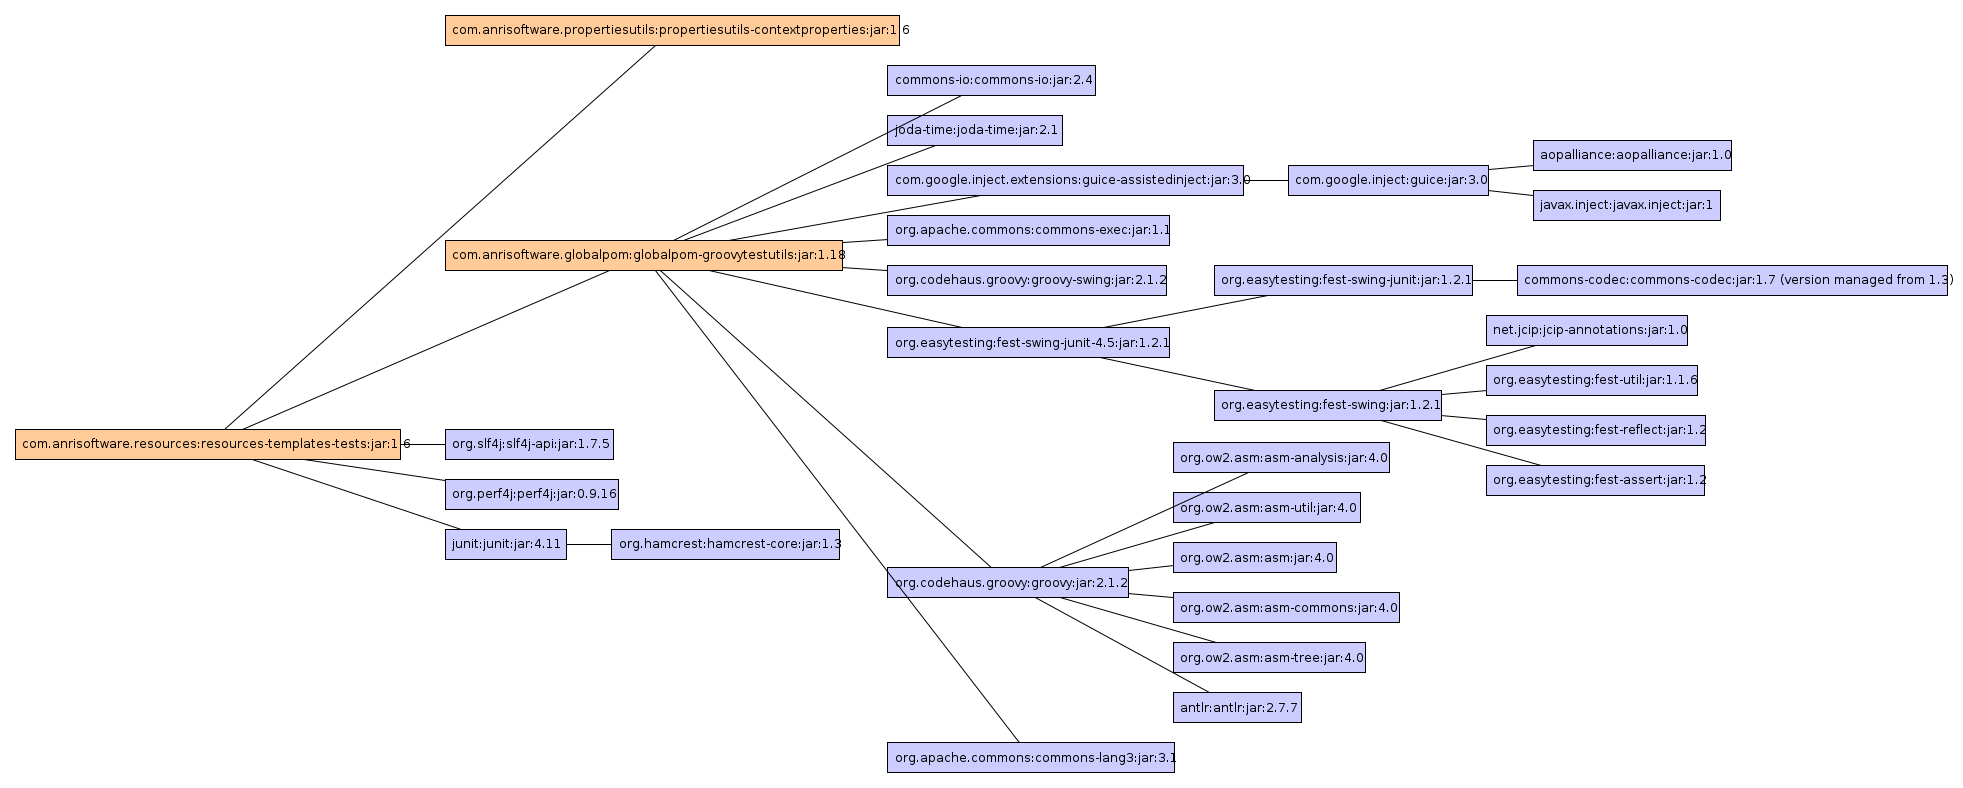 com.anrisoftware.propertiesutils:propertiesutils-contextproperties:jar:1.6
commons-io:commons-io:jar:2.4
joda-time:joda-time:jar:2.1
aopalliance:aopalliance:jar:1.0
com.google.inject.extensions:guice-assistedinject:jar:3.0
com.google.inject:guice:jar:3.0
javax.inject:javax.inject:jar:1
org.apache.commons:commons-exec:jar:1.1
com.anrisoftware.globalpom:globalpom-groovytestutils:jar:1.18
org.codehaus.groovy:groovy-swing:jar:2.1.2
org.easytesting:fest-swing-junit:jar:1.2.1
commons-codec:commons-codec:jar:1.7 (version managed from 1.3)
net.jcip:jcip-annotations:jar:1.0
org.easytesting:fest-swing-junit-4.5:jar:1.2.1
org.easytesting:fest-util:jar:1.1.6
org.easytesting:fest-swing:jar:1.2.1
org.easytesting:fest-reflect:jar:1.2
com.anrisoftware.resources:resources-templates-tests:jar:1.6
org.slf4j:slf4j-api:jar:1.7.5
org.ow2.asm:asm-analysis:jar:4.0
org.easytesting:fest-assert:jar:1.2
org.perf4j:perf4j:jar:0.9.16
org.ow2.asm:asm-util:jar:4.0
junit:junit:jar:4.11
org.hamcrest:hamcrest-core:jar:1.3
org.ow2.asm:asm:jar:4.0
org.codehaus.groovy:groovy:jar:2.1.2
org.ow2.asm:asm-commons:jar:4.0
org.ow2.asm:asm-tree:jar:4.0
antlr:antlr:jar:2.7.7
org.apache.commons:commons-lang3:jar:3.1